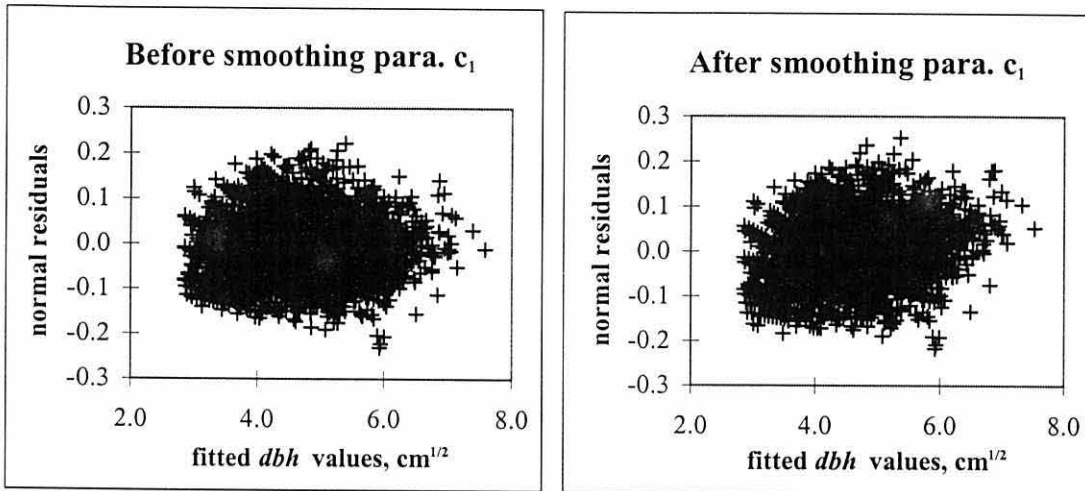 Before smoothing para. c₁
normal residuals
0.3
0.2
0.1
0.0
-0.1
-0.2
-0.3
2.0 4.0 6.0 8.0
fitted dbh values, cm^1/2
After smoothing para. c₁
normal residuals
0.3
0.2
0.1
0.0
-0.1
-0.2
-0.3
2.0 4.0 6.0 8.0
fitted dbh values, cm^1/2